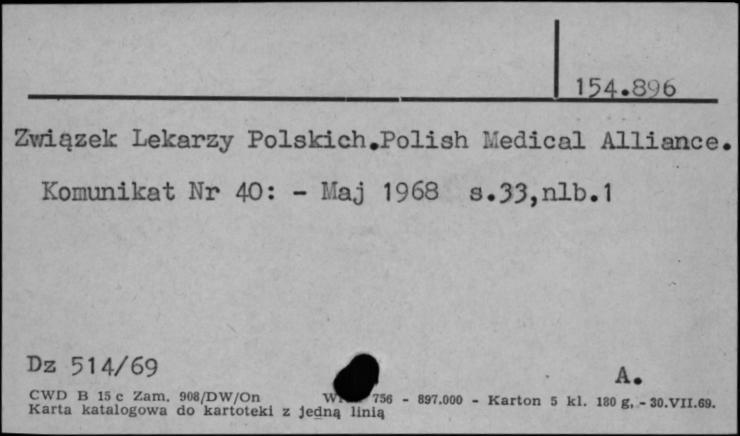 154.896
Związek Lekarzy Polskich.Polish Medical Alliance.
Komunikat Nr 40: - Maj 1968 s.33,nlb.1
Dz 514/69
A.
CWD B 15 c Zam. 908/DW/On 756 - 897.000 - Karton 5 kl. 180 g, - 30.VII.69.
Karta katalogowa do kartoteki z jedną linią